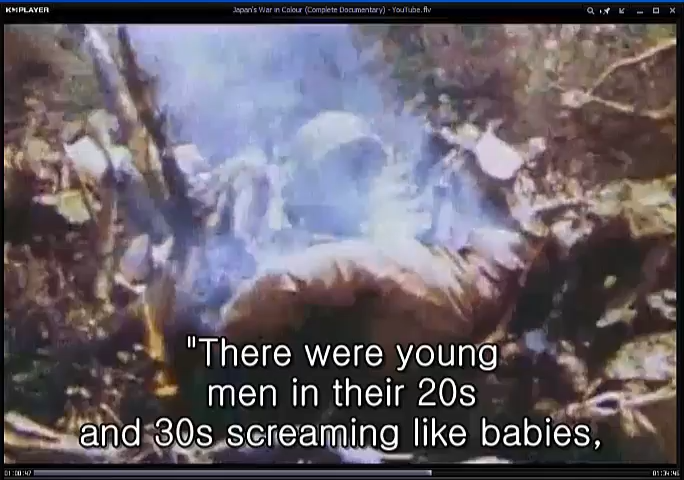 KMPLAYER
Japan's War in Colour (Complete Documentary) - YouTube.flv
"There were young
men in their 20s
and 30s screaming like babies,